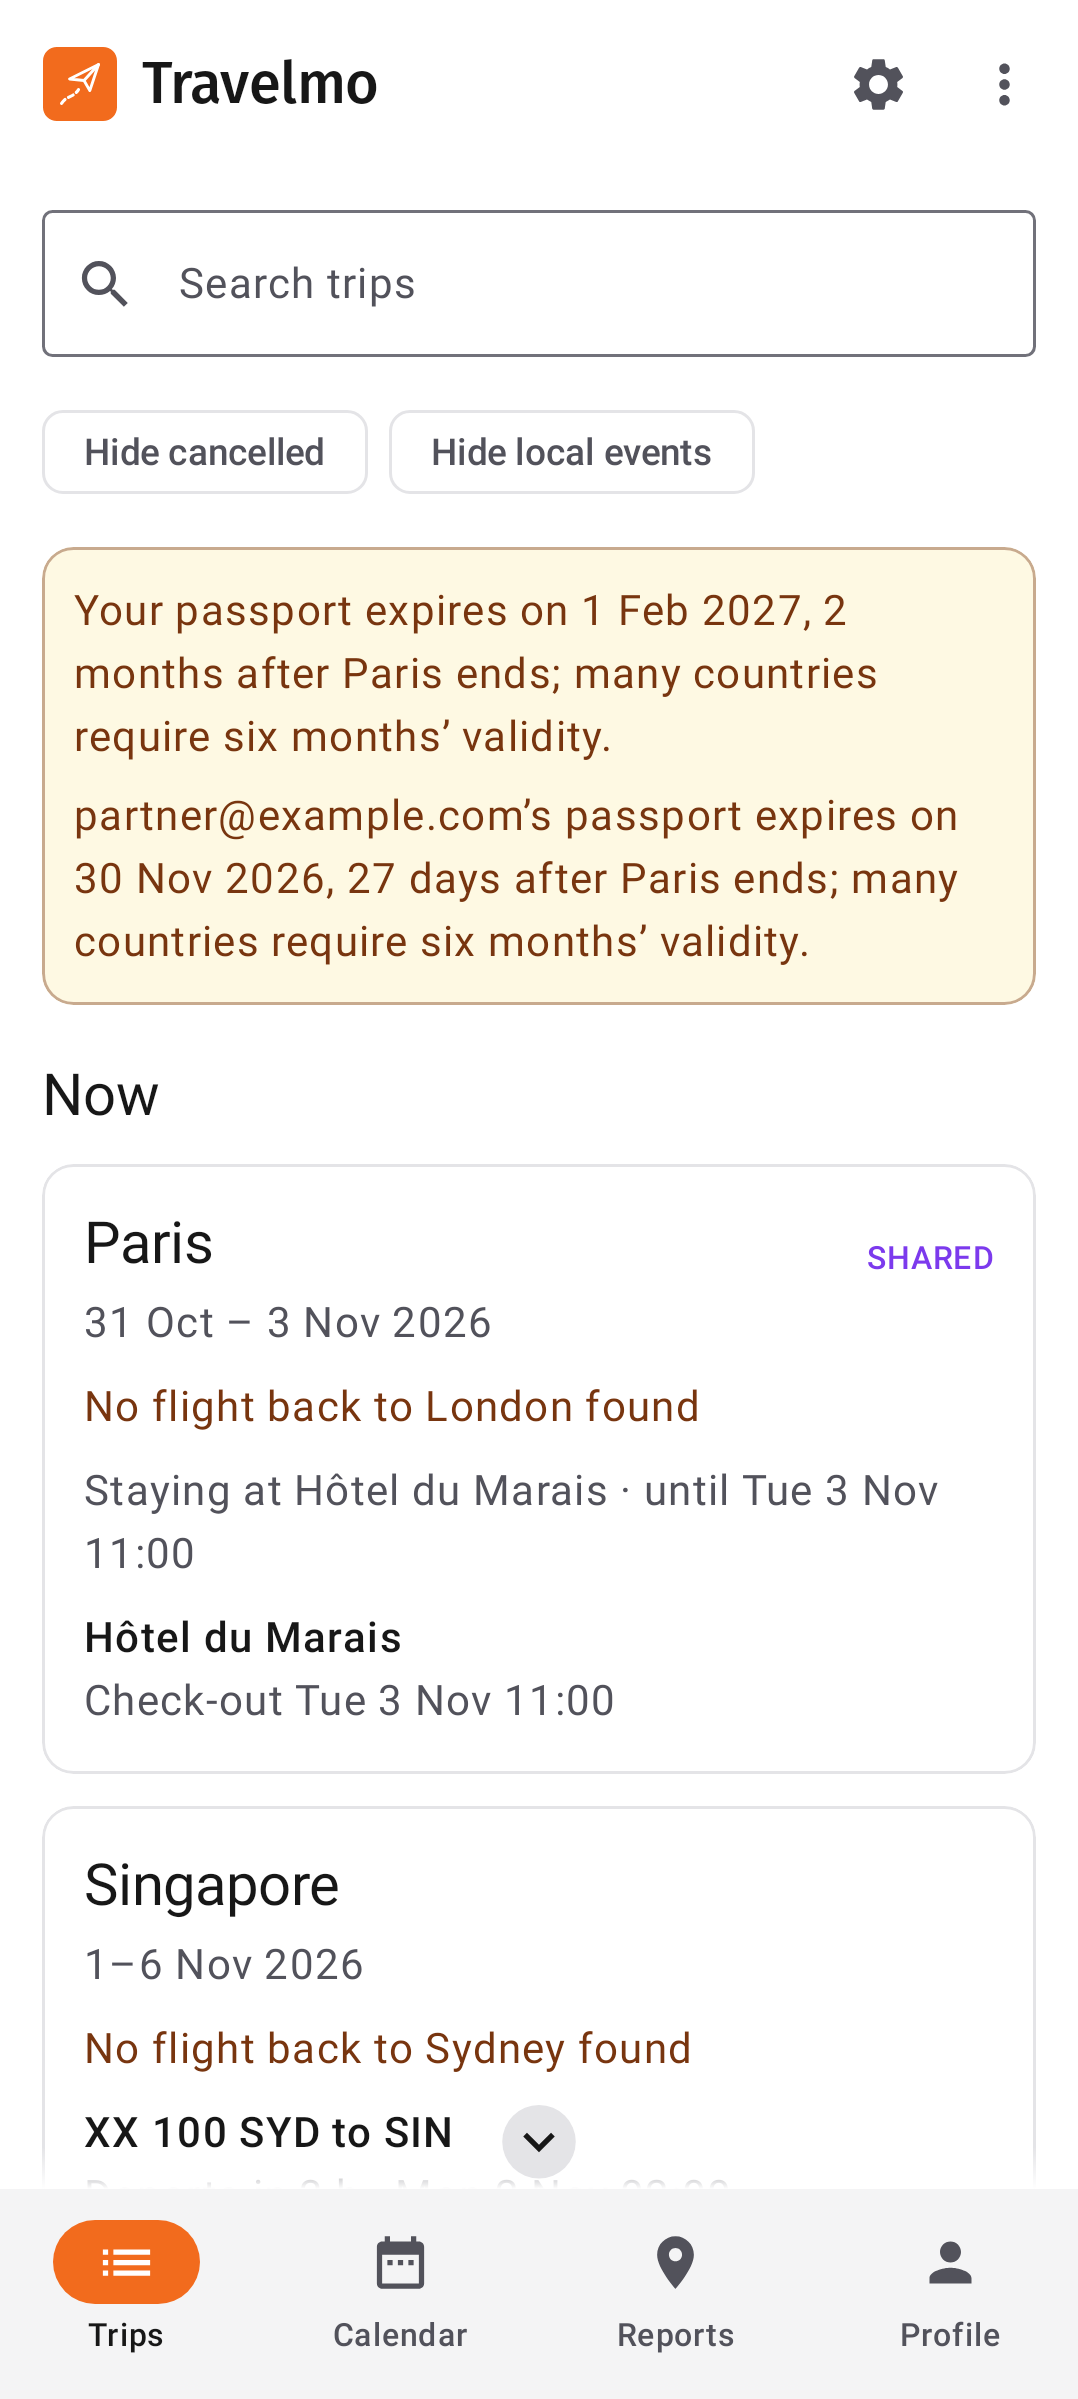 Travelmo
Search trips
Hide cancelled
Hide local events
Your passport expires on 1 Feb 2027, 2
months after Paris ends; many countries
require six months’ validity.
partner@example.com’s passport expires on
30 Nov 2026, 27 days after Paris ends; many
countries require six months’ validity.
Now
Paris
SHARED
31 Oct – 3 Nov 2026
No flight back to London found
Staying at Hôtel du Marais · until Tue 3 Nov
11:00
Hôtel du Marais
Check-out Tue 3 Nov 11:00
Singapore
1–6 Nov 2026
No flight back to Sydney found
XX 100 SYD to SIN
Trips
Calendar
Reports
Profile